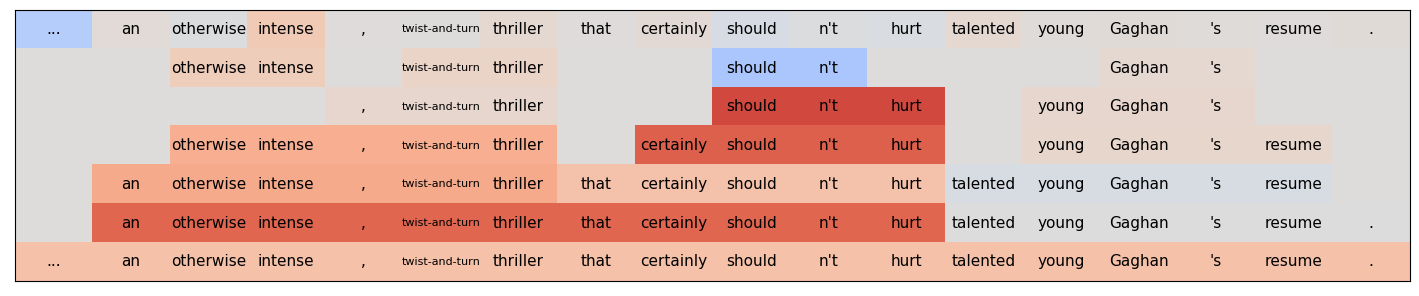 ... an otherwise intense , twist-and-turn thriller that certainly should n't hurt talented young Gaghan 's resume .
otherwise intense twist-and-turn thriller should n't Gaghan 's
, twist-and-turn thriller should n't hurt young Gaghan 's
otherwise intense , twist-and-turn thriller certainly should n't hurt young Gaghan 's resume
an otherwise intense , twist-and-turn thriller that certainly should n't hurt talented young Gaghan 's resume
an otherwise intense , twist-and-turn thriller that certainly should n't hurt talented young Gaghan 's resume .
... an otherwise intense , twist-and-turn thriller that certainly should n't hurt talented young Gaghan 's resume .